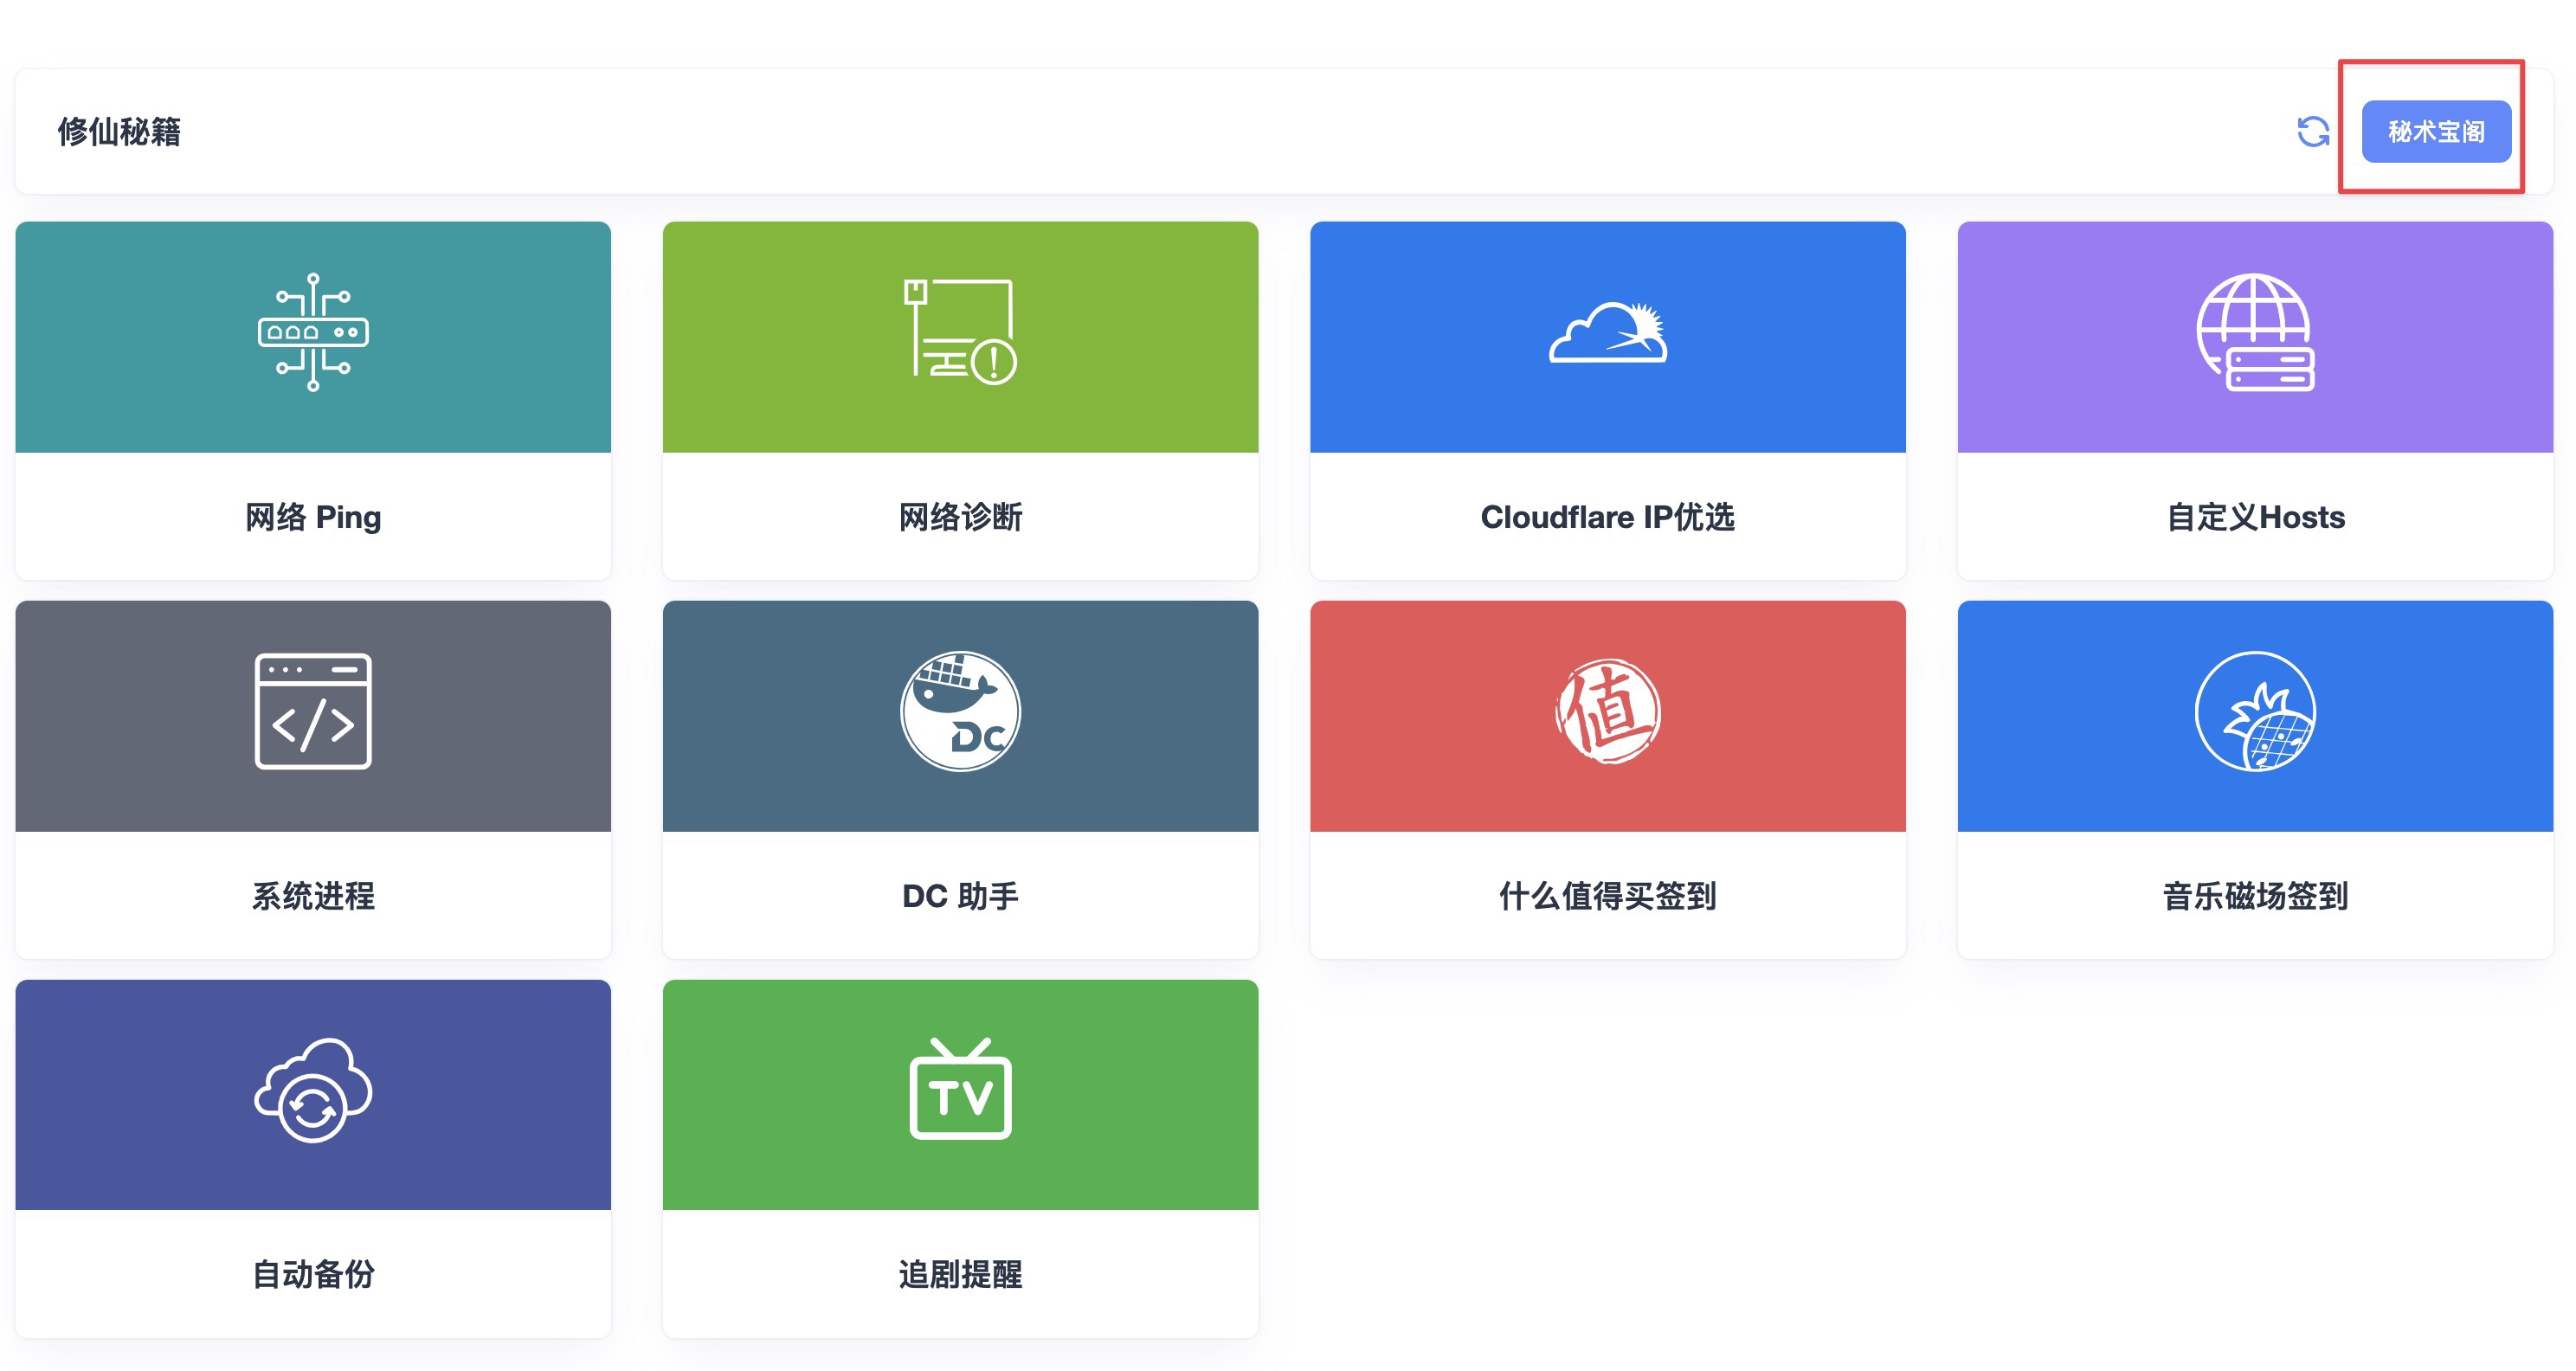 修仙秘籍
秘术宝阁
网络 Ping
网络诊断
Cloudflare IP优选
自定义Hosts
DC
值
系统进程
DC 助手
什么值得买签到
音乐磁场签到
TV
自动备份
追剧提醒